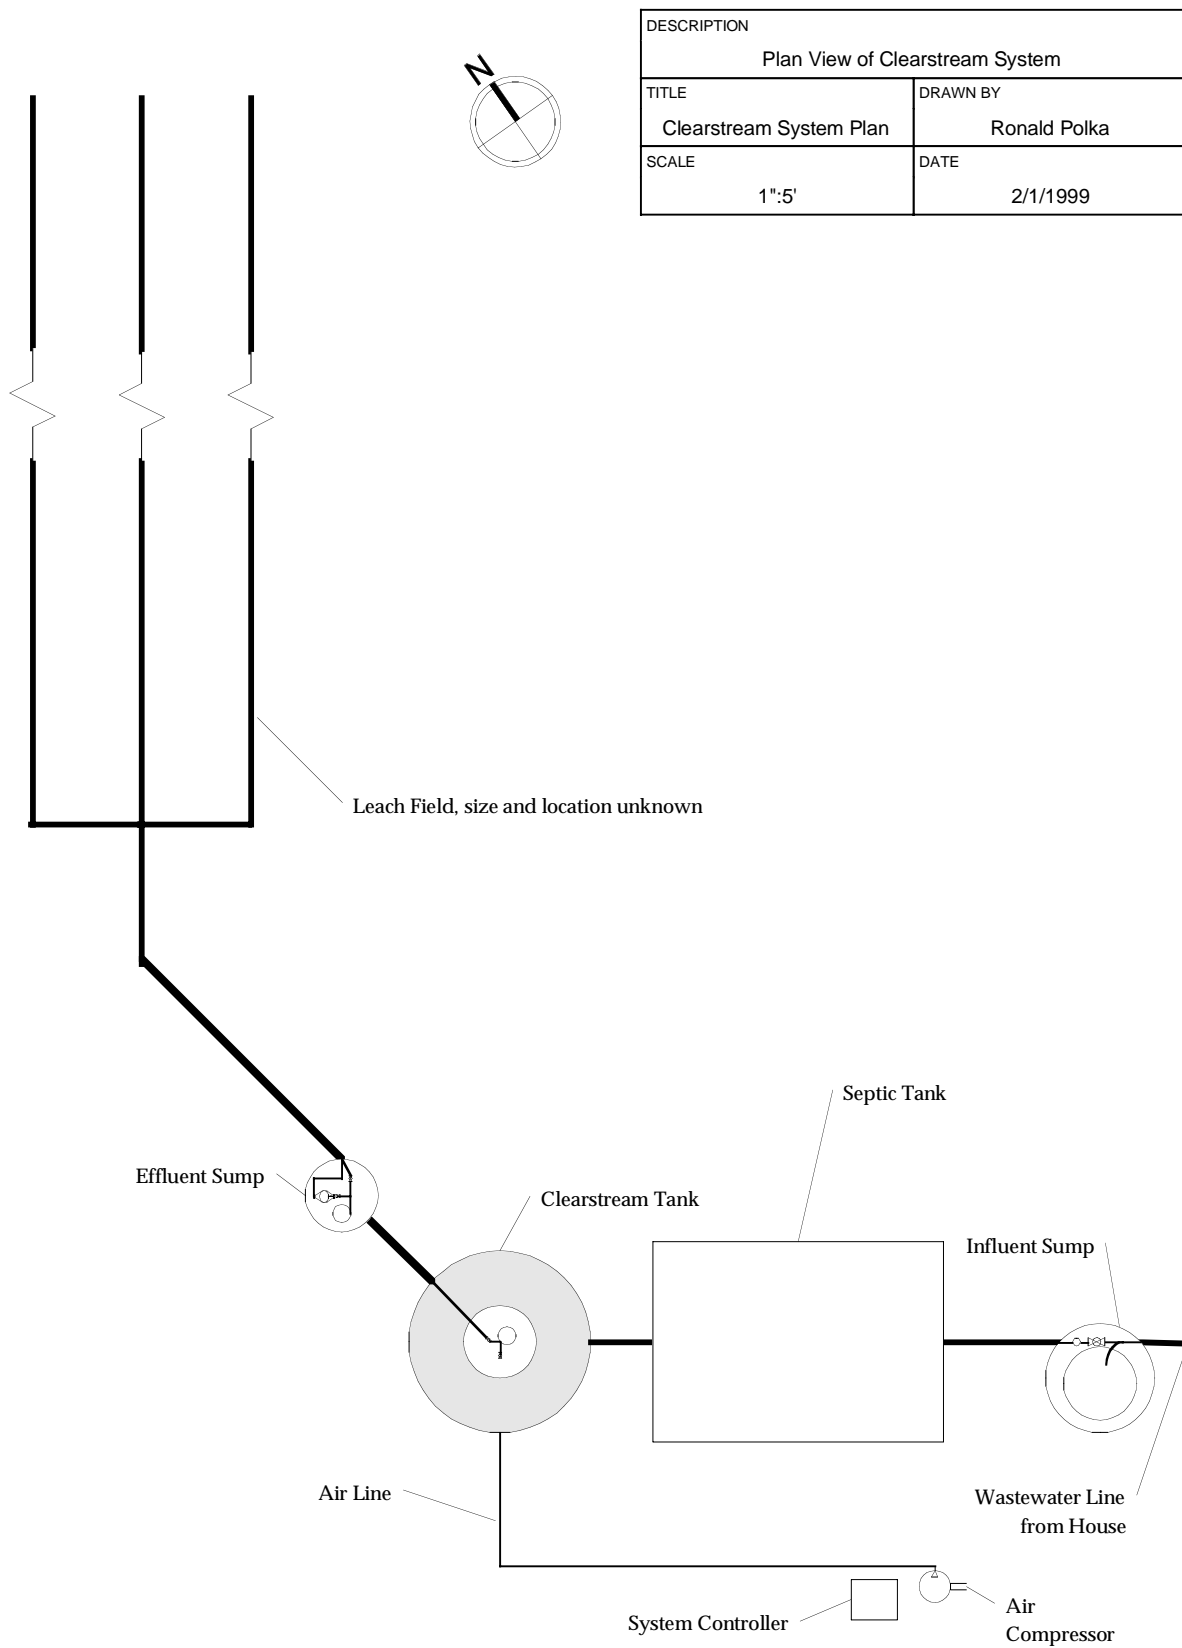 DESCRIPTION
Plan View of Clearstream System
TITLE
Clearstream System Plan
DRAWN BY
Ronald Polka
SCALE
1":5'
DATE
2/1/1999
N
Leach Field, size and location unknown
Septic Tank
Effluent Sump
Clearstream Tank
Influent Sump
Air Line
Wastewater Line
from House
System Controller
Air
Compressor